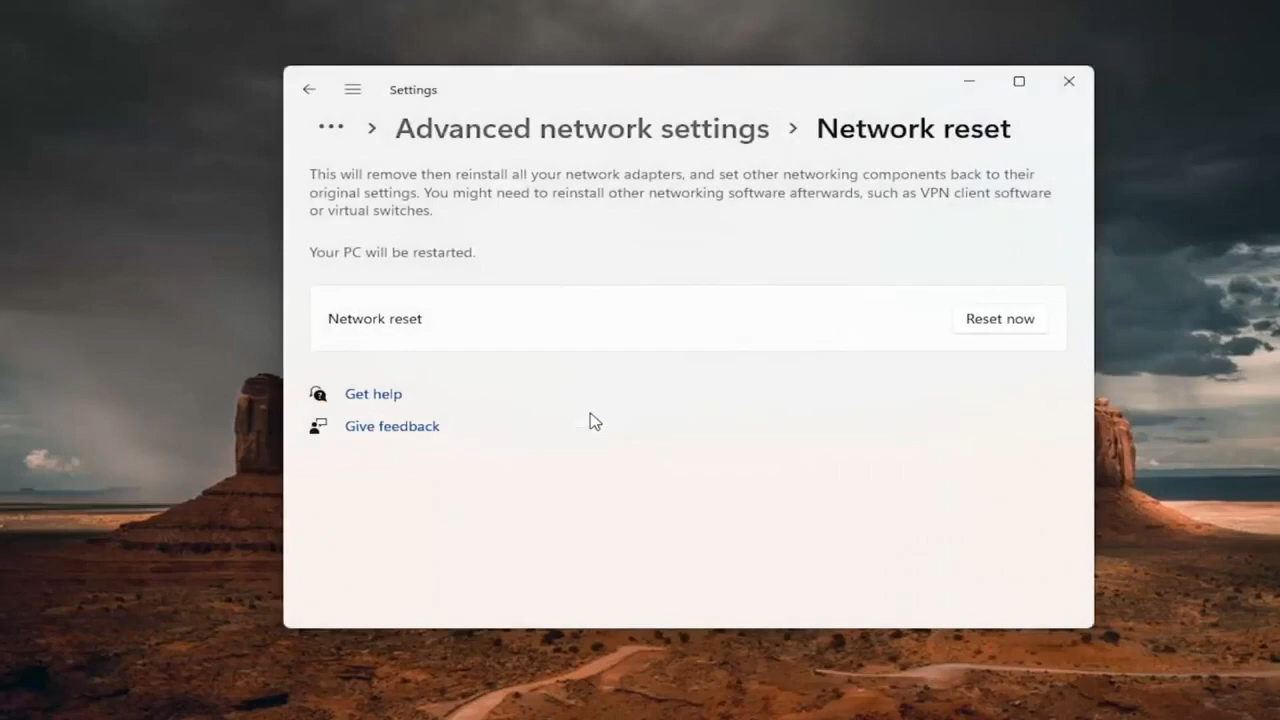 Settings
... > Advanced network settings > Network reset
This will remove then reinstall all your network adapters, and set other networking components back to their
original settings. You might need to reinstall other networking software afterwards, such as VPN client software
or virtual switches.
Your PC will be restarted.
Network reset Reset now
Get help
Give feedback